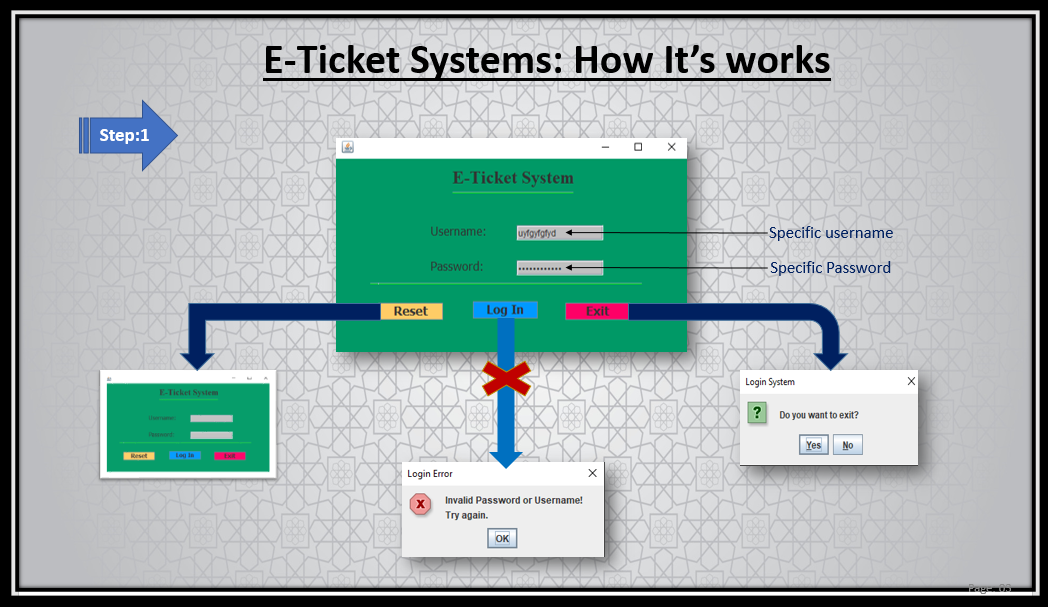 E-Ticket Systems: How It's works
Step:1
E-Ticket System
Username:
uyfgyfgfyd
Specific username
Password:
••••••••••••
Specific Password
Reset
Log In
Exit
E-Ticket System
Username:
Password:
Reset
Log In
Exit
Login System
Do you want to exit?
Yes
No
Login Error
Invalid Password or Username!
Try again.
OK
Page: 03